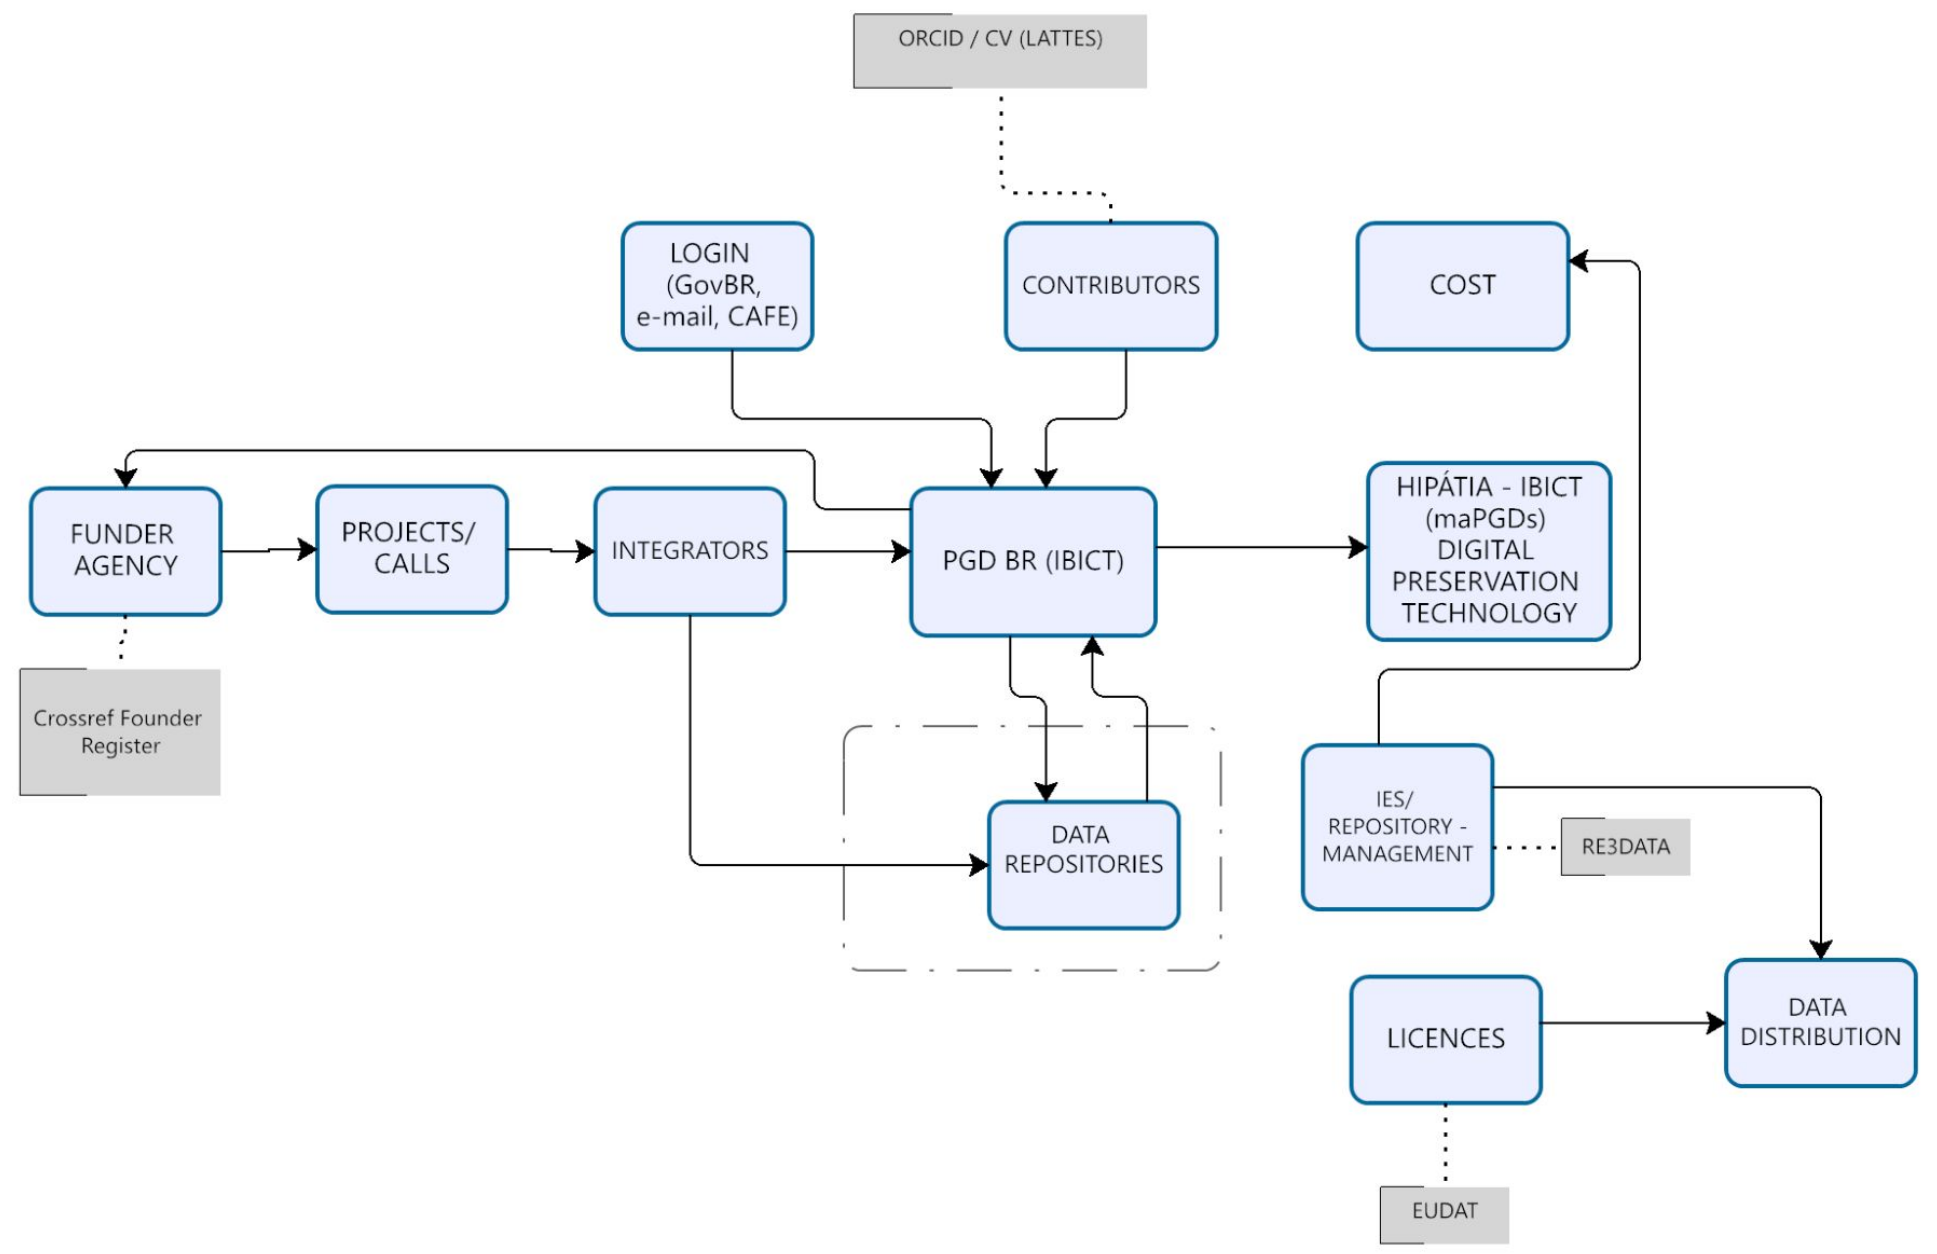 ORCID / CV (LATTES)
LOGIN
(GovBR,
e-mail, CAFE)
CONTRIBUTORS
COST
FUNDER
AGENCY
PROJECTS/
CALLS
INTEGRATORS
PGD BR (IBICT)
HIPÁTIA - IBICT
(maPGDs)
DIGITAL
PRESERVATION
TECHNOLOGY
Crossref Founder
Register
DATA
REPOSITORIES
IES/
REPOSITORY -
MANAGEMENT
RE3DATA
LICENCES
DATA
DISTRIBUTION
EUDAT